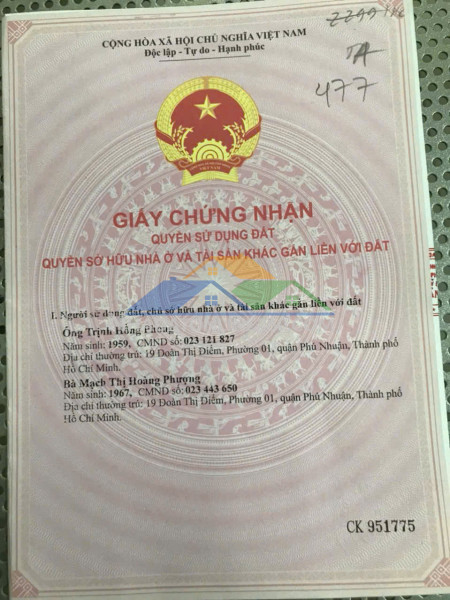 CỘNG HÒA XÃ HỘI CHỦ NGHĨA VIỆT NAM
Độc lập - Tự do - Hạnh phúc
477
VIỆT NAM
GIẤY CHỨNG NHẬN
QUYỀN SỬ DỤNG ĐẤT
QUYỀN SỞ HỮU NHÀ Ở VÀ TÀI SẢN KHÁC GẮN LIỀN VỚI ĐẤT
I. Người sử dụng đất, chủ sở hữu nhà ở và tài sản khác gắn liền với đất
Ông Trịnh Hồng Phong
Năm sinh: 1959, CMND số: 023 121 827
Địa chỉ thường trú: 19 Đoàn Thị Điểm, Phường 01, quận Phú Nhuận, Thành phố
Hồ Chí Minh.
Bà Mạch Thị Hoàng Phượng
Năm sinh: 1967, CMND số: 023 443 650
Địa chỉ thường trú: 19 Đoàn Thị Điểm, Phường 01, quận Phú Nhuận, Thành phố
Hồ Chí Minh.
CK 951775